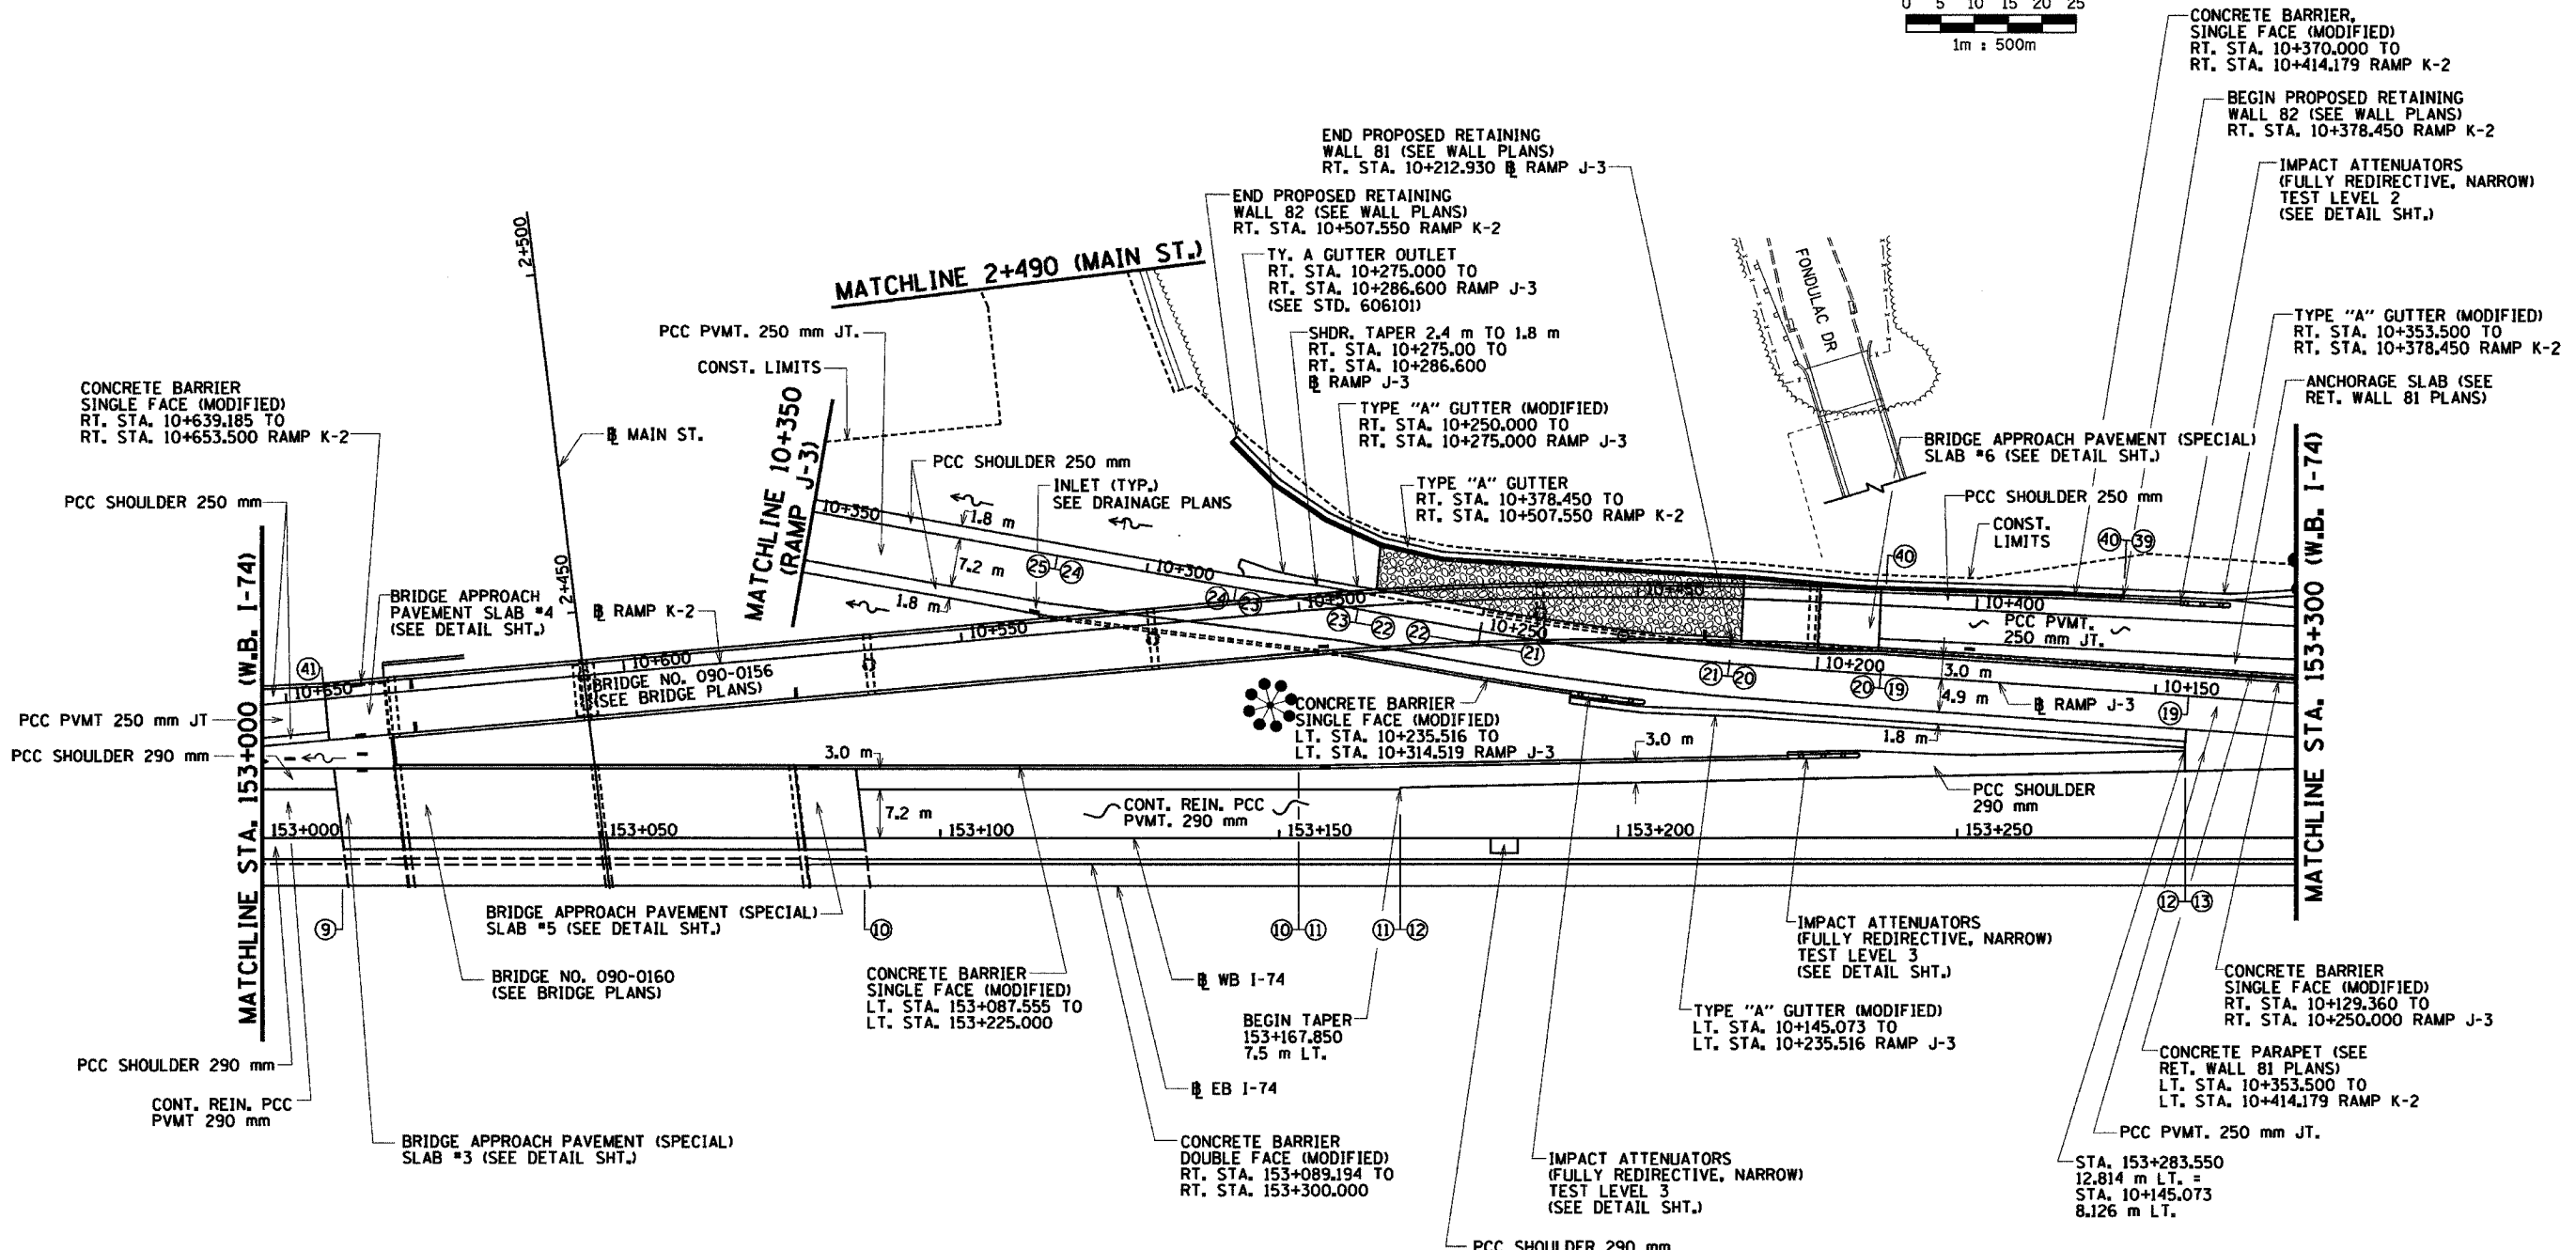 0 5 10 15 20 25
1m : 500m
CONCRETE BARRIER,
SINGLE FACE (MODIFIED)
RT. STA. 10+370.000 TO
RT. STA. 10+414.179 RAMP K-2
BEGIN PROPOSED RETAINING
WALL 82 (SEE WALL PLANS)
RT. STA. 10+378.450 RAMP K-2
END PROPOSED RETAINING
WALL 81 (SEE WALL PLANS)
RT. STA. 10+212.930 ℄ RAMP J-3
IMPACT ATTENUATORS
(FULLY REDIRECTIVE, NARROW)
TEST LEVEL 2
(SEE DETAIL SHT.)
END PROPOSED RETAINING
WALL 82 (SEE WALL PLANS)
RT. STA. 10+507.550 RAMP K-2
2+500
MATCHLINE 2+490 (MAIN ST.)
TY. A GUTTER OUTLET
RT. STA. 10+275.000 TO
RT. STA. 10+286.600 RAMP J-3
(SEE STD. 606101)
FONDULAC DR
PCC PVMT. 250 mm JT.
SHDR. TAPER 2.4 m TO 1.8 m
RT. STA. 10+275.00 TO
RT. STA. 10+286.600
℄ RAMP J-3
TYPE "A" GUTTER (MODIFIED)
RT. STA. 10+353.500 TO
RT. STA. 10+378.450 RAMP K-2
CONST. LIMITS
CONCRETE BARRIER
SINGLE FACE (MODIFIED)
RT. STA. 10+639.185 TO
RT. STA. 10+653.500 RAMP K-2
ANCHORAGE SLAB (SEE
RET. WALL 81 PLANS)
MATCHLINE 10+350
(RAMP J-3)
TYPE "A" GUTTER (MODIFIED)
RT. STA. 10+250.000 TO
RT. STA. 10+275.000 RAMP J-3
℄ MAIN ST.
BRIDGE APPROACH PAVEMENT (SPECIAL)
SLAB #6 (SEE DETAIL SHT.)
PCC SHOULDER 250 mm
INLET (TYP.)
SEE DRAINAGE PLANS
TYPE "A" GUTTER
RT. STA. 10+378.450 TO
RT. STA. 10+507.550 RAMP K-2
PCC SHOULDER 250 mm
PCC SHOULDER 250 mm
CONST.
LIMITS
10+350
1.8 m
7.2 m
1.8 m
25 24
10+300
24 23
10+500
23 22
22
21
10+250
10+450
40
40 39
10+400
PCC PVMT.
250 mm JT.
MATCHLINE STA. 153+000 (W.B. I-74)
MATCHLINE STA. 153+300 (W.B. I-74)
2+450
BRIDGE APPROACH
PAVEMENT SLAB #4
(SEE DETAIL SHT.)
℄ RAMP K-2
10+550
10+600
41
10+650
BRIDGE NO. 090-0156
(SEE BRIDGE PLANS)
21 20
10+200
20 19
3.0 m
4.9 m
10+150
℄ RAMP J-3
19
CONCRETE BARRIER
SINGLE FACE (MODIFIED)
LT. STA. 10+235.516 TO
LT. STA. 10+314.519 RAMP J-3
PCC PVMT 250 mm JT
PCC SHOULDER 290 mm
3.0 m
3.0 m
1.8 m
PCC SHOULDER
290 mm
7.2 m
CONT. REIN. PCC
PVMT. 290 mm
153+000
153+050
153+100
153+150
153+200
153+250
9
10
10 11
11 12
12 13
BRIDGE APPROACH PAVEMENT (SPECIAL)
SLAB #5 (SEE DETAIL SHT.)
IMPACT ATTENUATORS
(FULLY REDIRECTIVE, NARROW)
TEST LEVEL 3
(SEE DETAIL SHT.)
BRIDGE NO. 090-0160
(SEE BRIDGE PLANS)
CONCRETE BARRIER
SINGLE FACE (MODIFIED)
LT. STA. 153+087.555 TO
LT. STA. 153+225.000
℄ WB I-74
BEGIN TAPER
153+167.850
7.5 m LT.
TYPE "A" GUTTER (MODIFIED)
LT. STA. 10+145.073 TO
LT. STA. 10+235.516 RAMP J-3
CONCRETE BARRIER
SINGLE FACE (MODIFIED)
RT. STA. 10+129.360 TO
RT. STA. 10+250.000 RAMP J-3
PCC SHOULDER 290 mm
CONT. REIN. PCC
PVMT 290 mm
℄ EB I-74
CONCRETE PARAPET (SEE
RET. WALL 81 PLANS)
LT. STA. 10+353.500 TO
LT. STA. 10+414.179 RAMP K-2
BRIDGE APPROACH PAVEMENT (SPECIAL)
SLAB #3 (SEE DETAIL SHT.)
CONCRETE BARRIER
DOUBLE FACE (MODIFIED)
RT. STA. 153+089.194 TO
RT. STA. 153+300.000
IMPACT ATTENUATORS
(FULLY REDIRECTIVE, NARROW)
TEST LEVEL 3
(SEE DETAIL SHT.)
PCC PVMT. 250 mm JT.
STA. 153+283.550
12.814 m LT. =
STA. 10+145.073
8.126 m LT.
PCC SHOULDER 290 mm